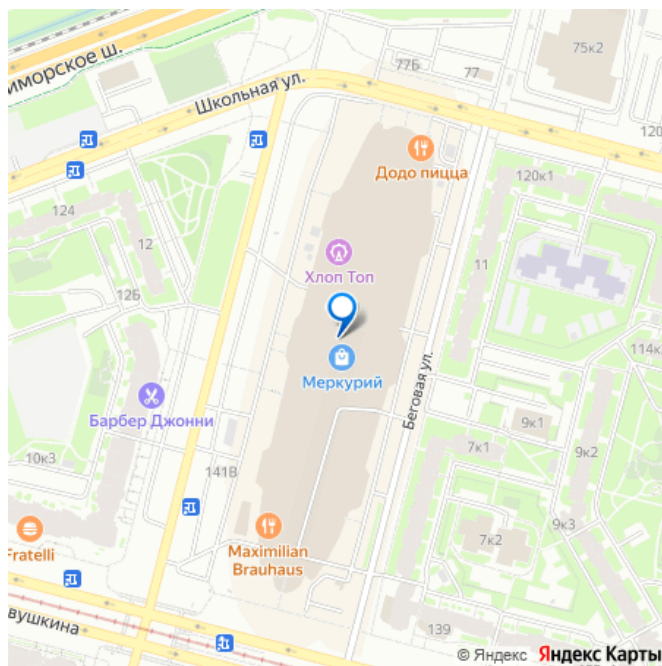 75к2
77Б
77
иморское ш.
Школьная ул.
120
Додо пицца
120к1
124
12
11
Хлоп Топ
12Б
114к
Меркурий
Беговая ул.
Барбер Джонни
9к1
7к1
9к2
10к3
141В
9к3
Fratelli
Maximilian
Brauhaus
7к2
вушкина
139
© Яндекс Яндекс Карты